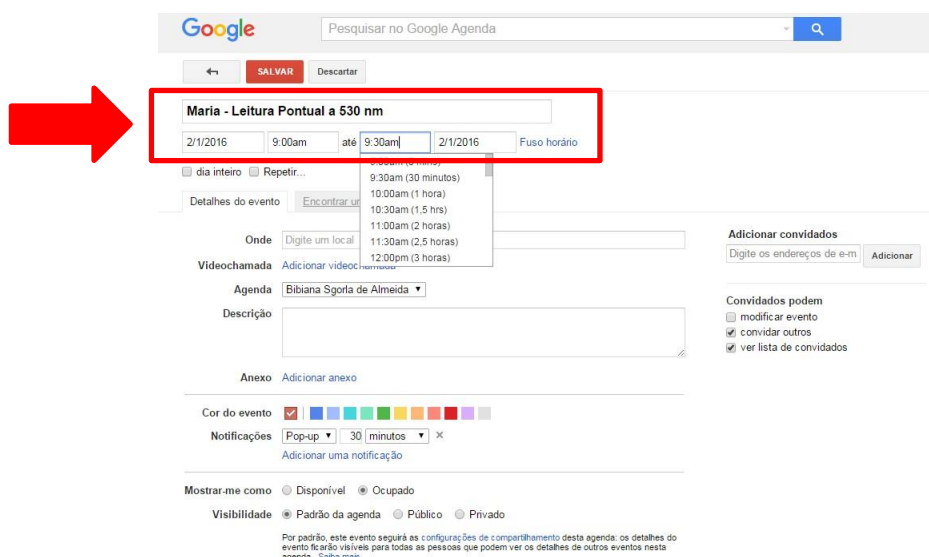 Google
Pesquisar no Google Agenda
SALVAR Descartar
Maria - Leitura Pontual a 530 nm
2/1/2016 9:00am até 9:30am 2/1/2016 Fuso horário
dia inteiro Repetir...
9:30am (30 minutos)
10:00am (1 hora)
10:30am (1,5 hrs)
11:00am (2 horas)
11:30am (2,5 horas)
12:00pm (3 horas)
Detalhes do evento Encontrar um
Onde Digite um local
Videochamada Adicionar videochamada
Agenda Bibiana Sgorla de Almeida
Descrição
Anexo Adicionar anexo
Cor do evento
Notificações Pop-up 30 minutos ×
Adicionar uma notificação
Mostrar-me como Disponível Ocupado
Visibilidade Padrão da agenda Público Privado
Por padrão, este evento seguirá as configurações de compartilhamento desta agenda: os detalhes do
evento ficarão visíveis para todas as pessoas que podem ver os detalhes de outros eventos nesta
agenda. Saiba mais
Adicionar convidados
Digite os endereços de e-m Adicionar
Convidados podem
modificar evento
convidar outros
ver lista de convidados